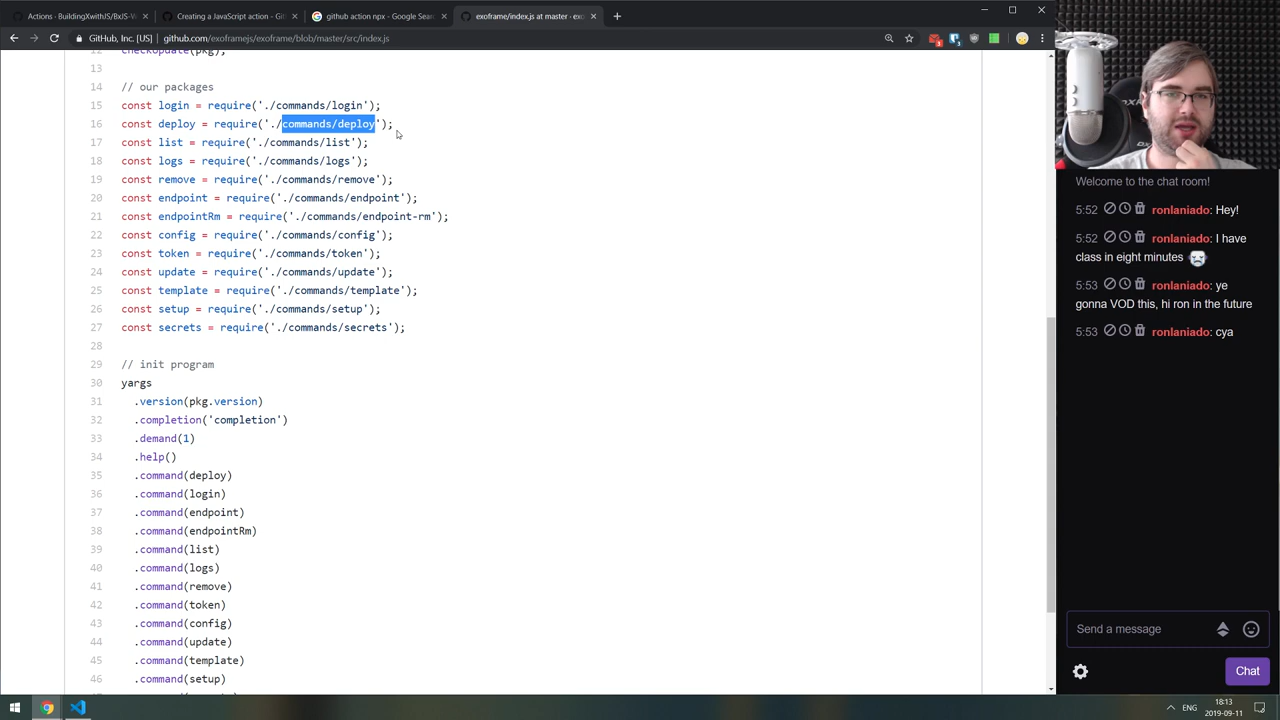 Actions · BuildingXwithJS/BxJS-W
Creating a JavaScript action - Git
github action npx - Google Sear
exoframe/index.js at master · exo
GitHub, Inc. [US]
github.com/exoframejs/exoframe/blob/master/src/index.js
12 checkUpdate(pkg);
13
14 // our packages
15 const login = require('./commands/login');
16 const deploy = require('./commands/deploy');
17 const list = require('./commands/list');
18 const logs = require('./commands/logs');
19 const remove = require('./commands/remove');
20 const endpoint = require('./commands/endpoint');
21 const endpointRm = require('./commands/endpoint-rm');
22 const config = require('./commands/config');
23 const token = require('./commands/token');
24 const update = require('./commands/update');
25 const template = require('./commands/template');
26 const setup = require('./commands/setup');
27 const secrets = require('./commands/secrets');
28
29 // init program
30 yargs
31 .version(pkg.version)
32 .completion('completion')
33 .demand(1)
34 .help()
35 .command(deploy)
36 .command(login)
37 .command(endpoint)
38 .command(endpointRm)
39 .command(list)
40 .command(logs)
41 .command(remove)
42 .command(token)
43 .command(config)
44 .command(update)
45 .command(template)
46 .command(setup)
Welcome to the chat room!
5:52 ronlaniado: Hey!
5:52 ronlaniado: I have
class in eight minutes
5:53 ronlaniado: ye
gonna VOD this, hi ron in the future
5:53 ronlaniado: cya
Send a message
Chat
ENG
18:13
2019-09-11